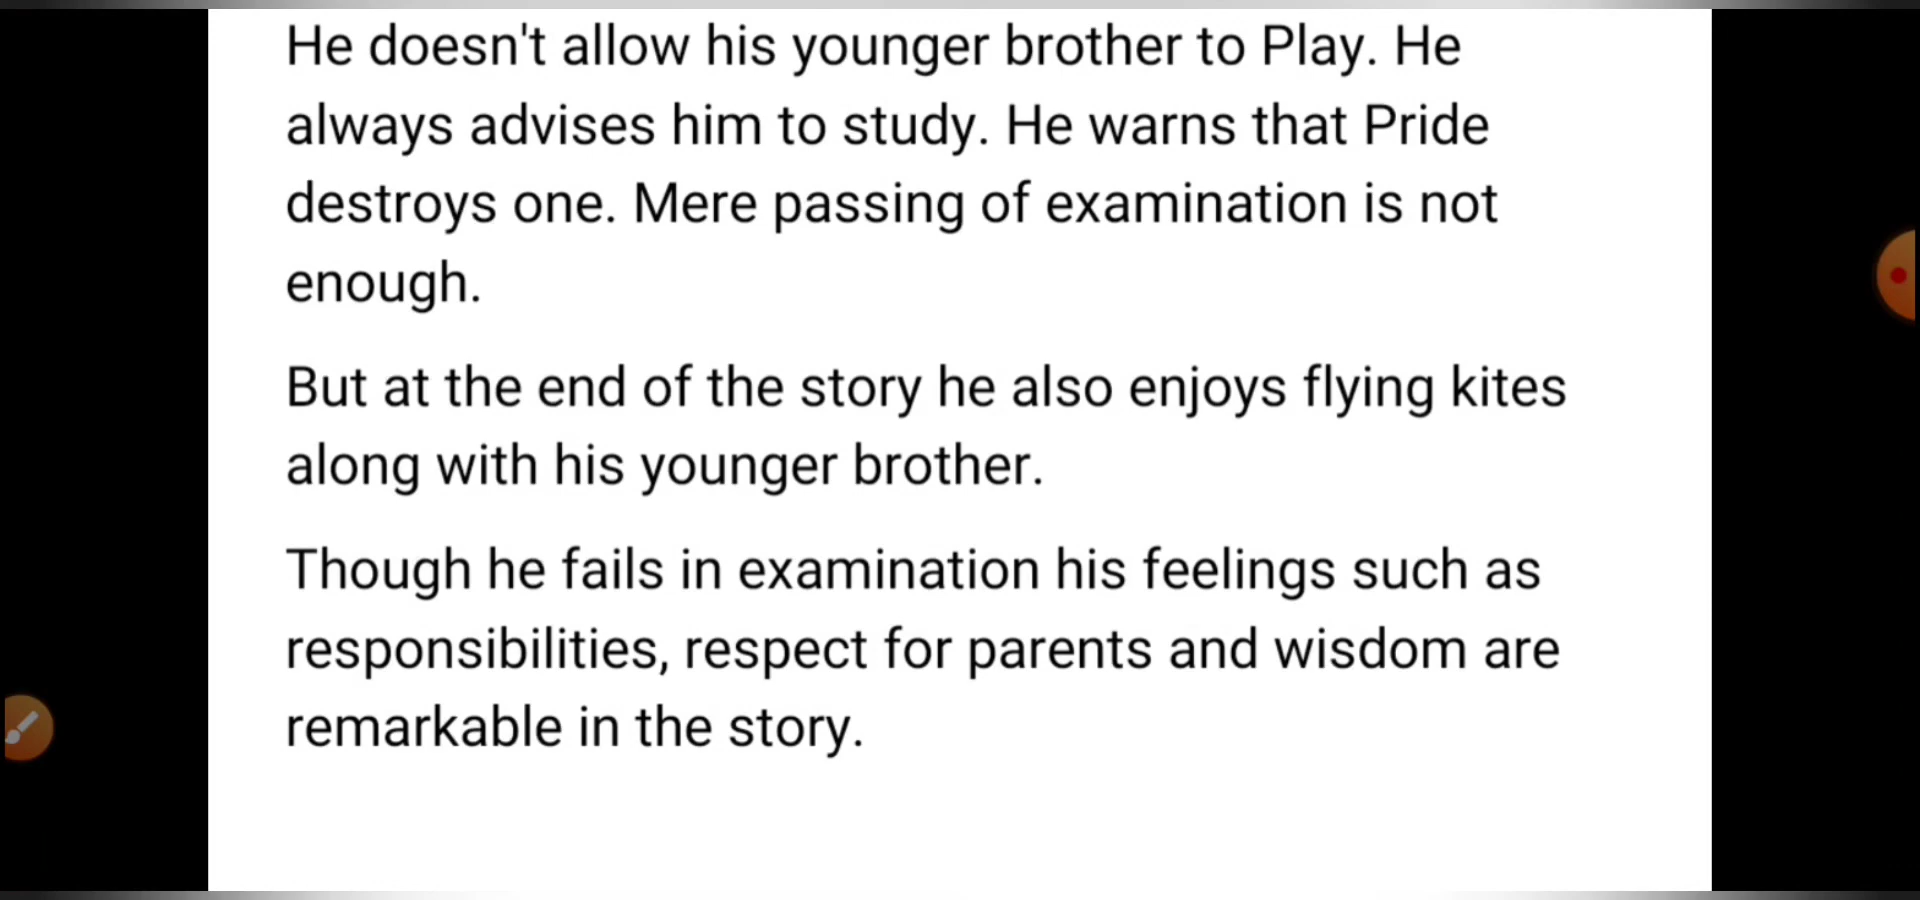 He doesn't allow his younger brother to Play. He
always advises him to study. He warns that Pride
destroys one. Mere passing of examination is not
enough.
But at the end of the story he also enjoys flying kites
along with his younger brother.
Though he fails in examination his feelings such as
responsibilities, respect for parents and wisdom are
remarkable in the story.